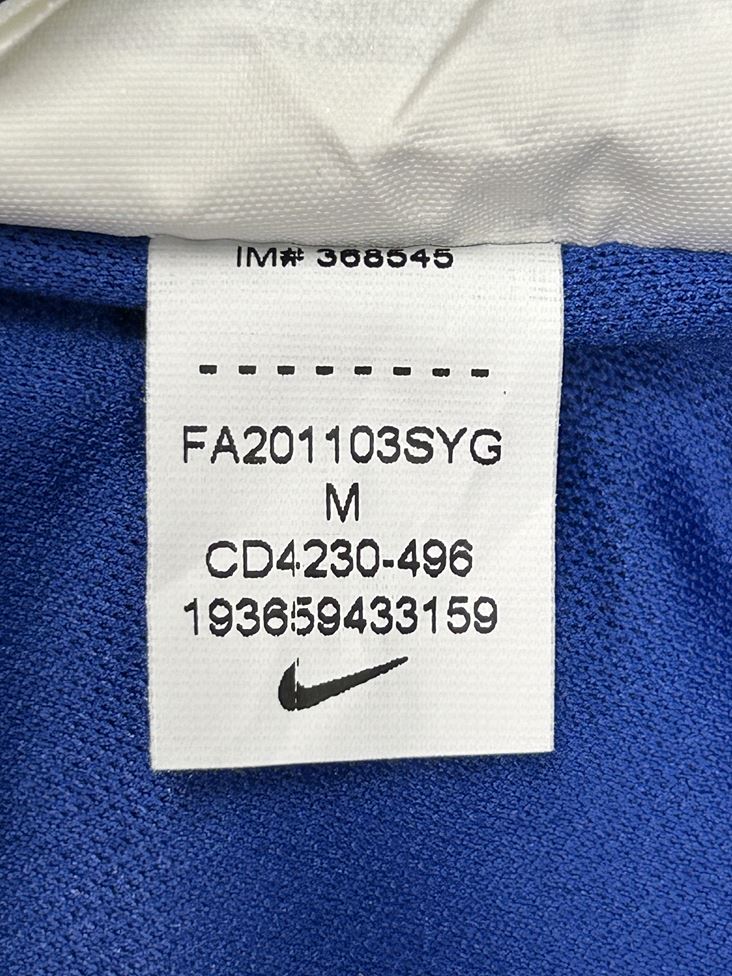 IM# 368545
--------
FA201103SYG
M
CD4230-496
193659433159